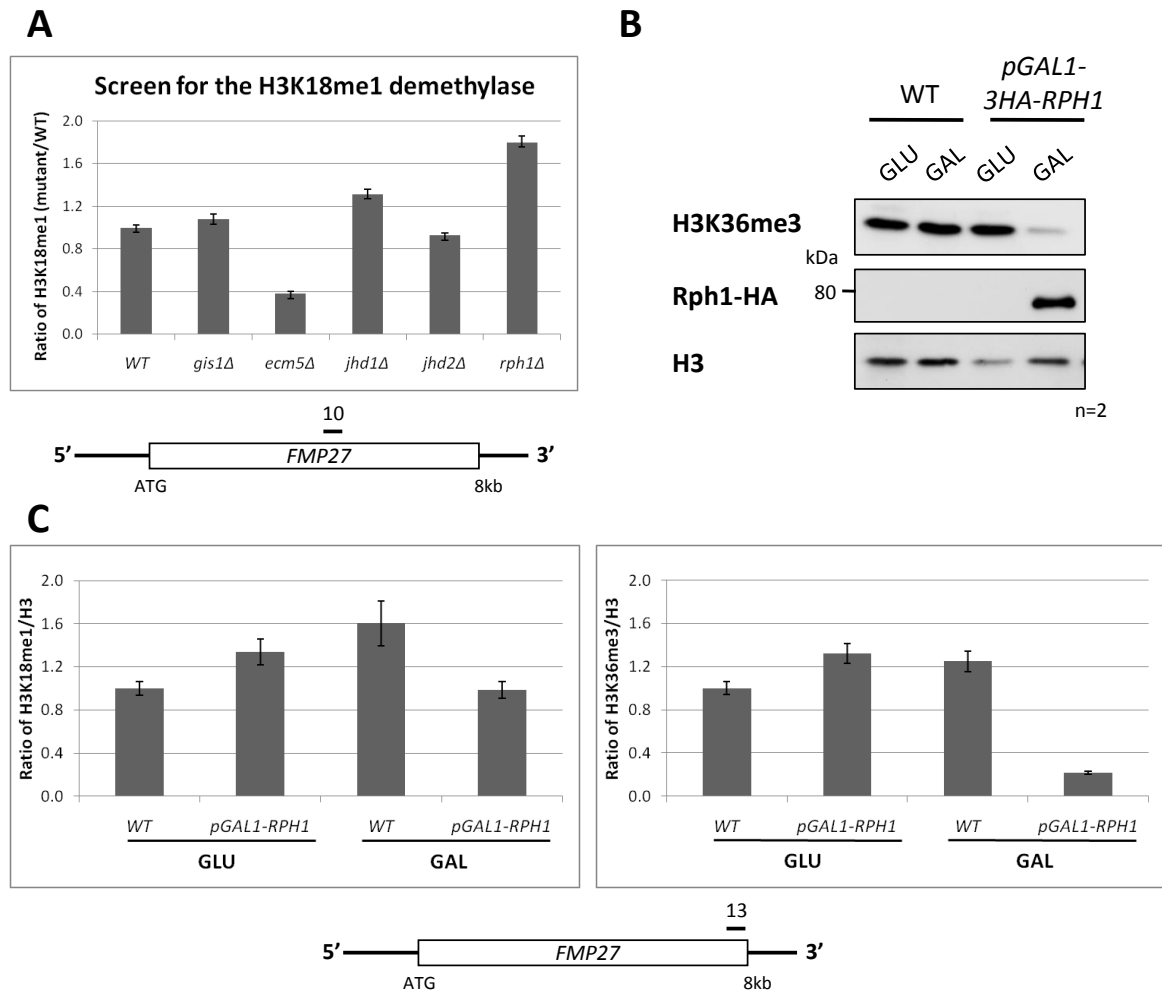 A
Screen for the H3K18me1 demethylase
Ratio of H3K18me1 (mutant/WT)
2.0
1.6
1.2
0.8
0.4
0.0
WT gis1Δ ecm5Δ jhd1Δ jhd2Δ rph1Δ
10
5’ FMP27 3’
ATG 8kb
B
WT pGAL1-
3HA-RPH1
GLU GAL GLU GAL
H3K36me3
kDa
Rph1-HA 80
H3
n=2
C
Ratio of H3K18me1/H3
2.0
1.6
1.2
0.8
0.4
0.0
WT pGAL1-RPH1 WT pGAL1-RPH1
GLU GAL
Ratio of H3K36me3/H3
2.0
1.6
1.2
0.8
0.4
0.0
WT pGAL1-RPH1 WT pGAL1-RPH1
GLU GAL
13
5’ FMP27 3’
ATG 8kb